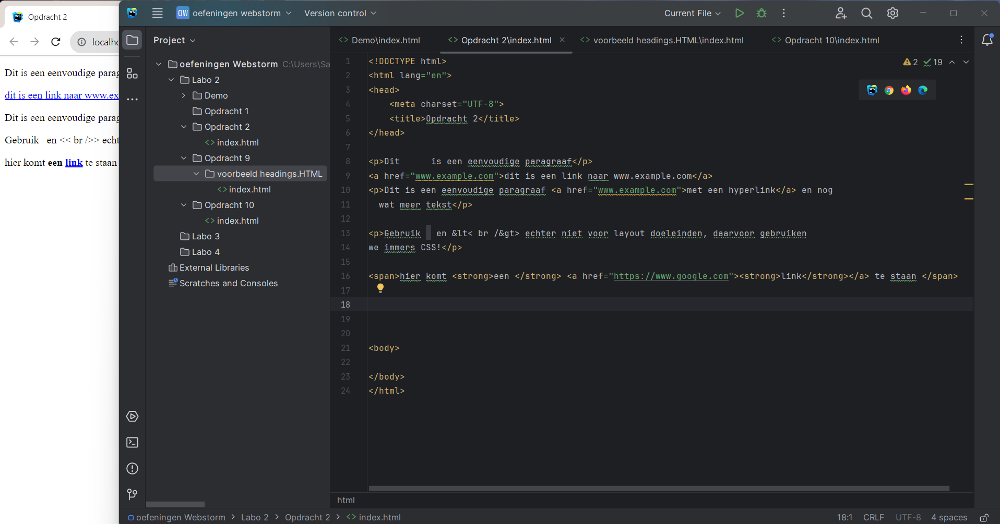 Opdracht 2
localho
Dit is een eenvoudige parag
dit is een link naar www.ex
Dit is een eenvoudige parag
Gebruik   en << br />> echt
hier komt een link te staan
WS
OW oefeningen webstorm
Version control
Current File
Project
oefeningen Webstorm C:\Users\Sa
Labo 2
Demo
Opdracht 1
Opdracht 2
<> index.html
Opdracht 9
voorbeeld headings.HTML
<> index.html
Opdracht 10
<> index.html
Labo 3
Labo 4
External Libraries
Scratches and Consoles
<> Demo\index.html
<> Opdracht 2\index.html
<> voorbeeld headings.HTML\index.html
<> Opdracht 10\index.html
2 19
1 <!DOCTYPE html>
2 <html lang="en">
3 <head>
4     <meta charset="UTF-8">
5     <title>Opdracht 2</title>
6 </head>
7
8 <p>Dit      is een eenvoudige paragraaf</p>
9 <a href="www.example.com">dit is een link naar www.example.com</a>
10 <p>Dit is een eenvoudige paragraaf <a href="www.example.com">met een hyperlink</a> en nog
11   wat meer tekst</p>
12
13 <p>Gebruik   en &lt< br /&gt> echter niet voor layout doeleinden, daarvoor gebruiken
14 we immers CSS!</p>
15
16 <span>hier komt <strong>een </strong> <a href="https://www.google.com"><strong>link</strong></a> te staan </span>
17
18
19
20
21 <body>
22
23 </body>
24 </html>
html
oefeningen Webstorm > Labo 2 > Opdracht 2 > <> index.html
18:1 CRLF UTF-8 4 spaces